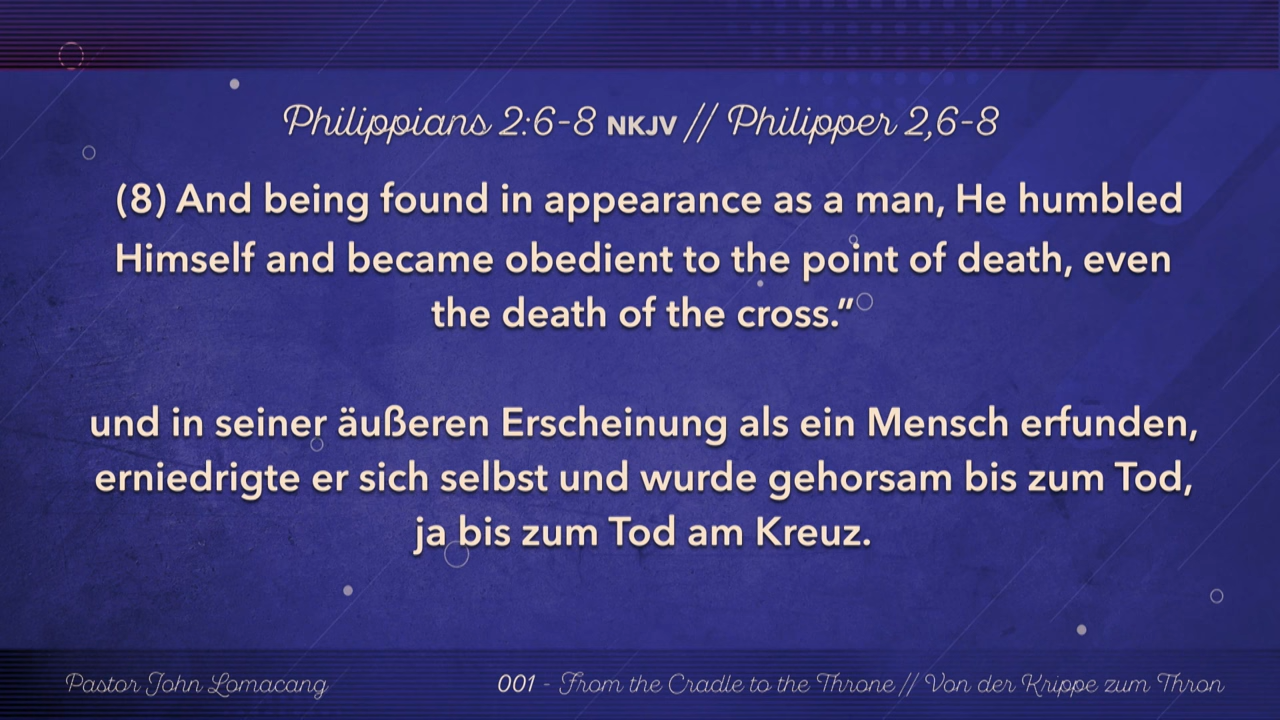 Philippians 2:6-8 NKJV // Philipper 2,6-8
(8) And being found in appearance as a man, He humbled
Himself and became obedient to the point of death, even
the death of the cross.”
und in seiner äußeren Erscheinung als ein Mensch erfunden,
erniedrigte er sich selbst und wurde gehorsam bis zum Tod,
ja bis zum Tod am Kreuz.
Pastor John Lomacang
001 - From the Cradle to the Throne // Von der Krippe zum Thron